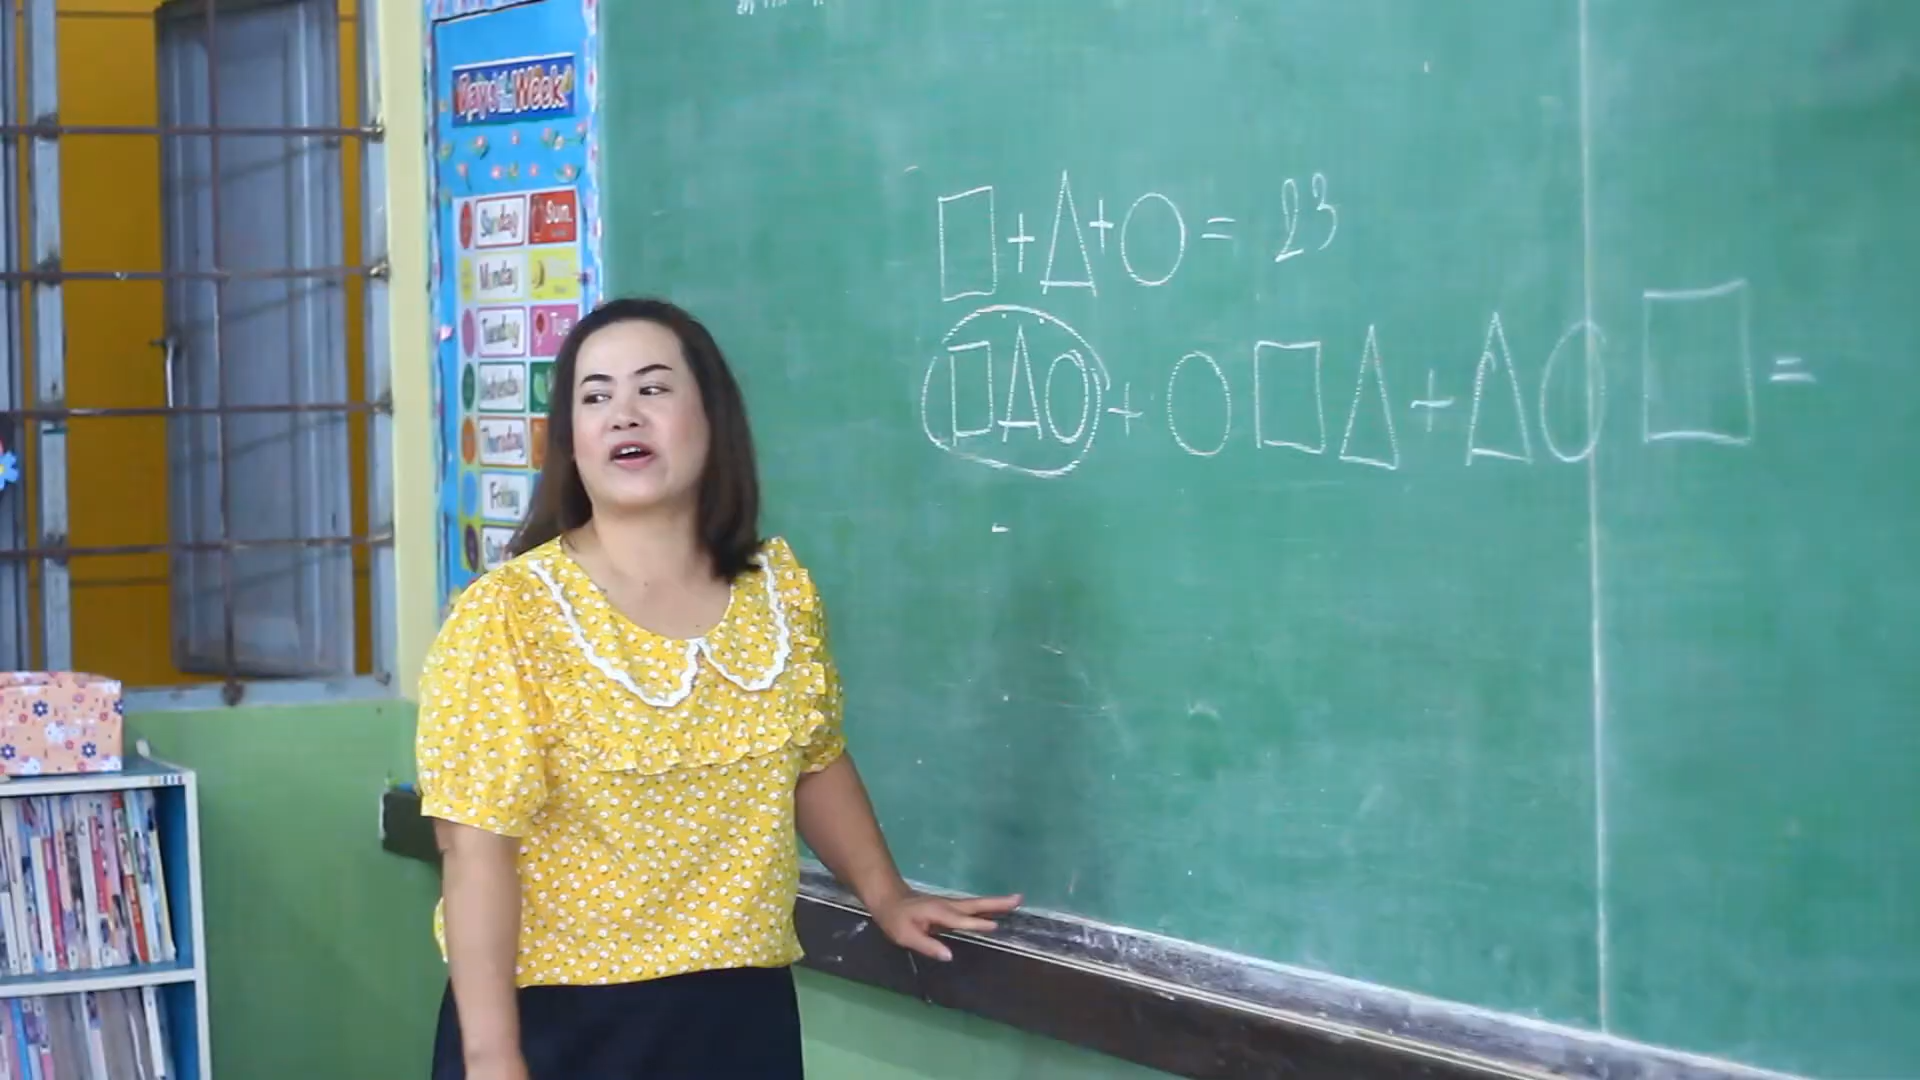 Days of the Week
Sunday Sun.
Monday
Tuesday Tue
Wednesday
Thursday
Friday
□ + △ + ○ = 23
□△○ + ○□△ + △○□ =